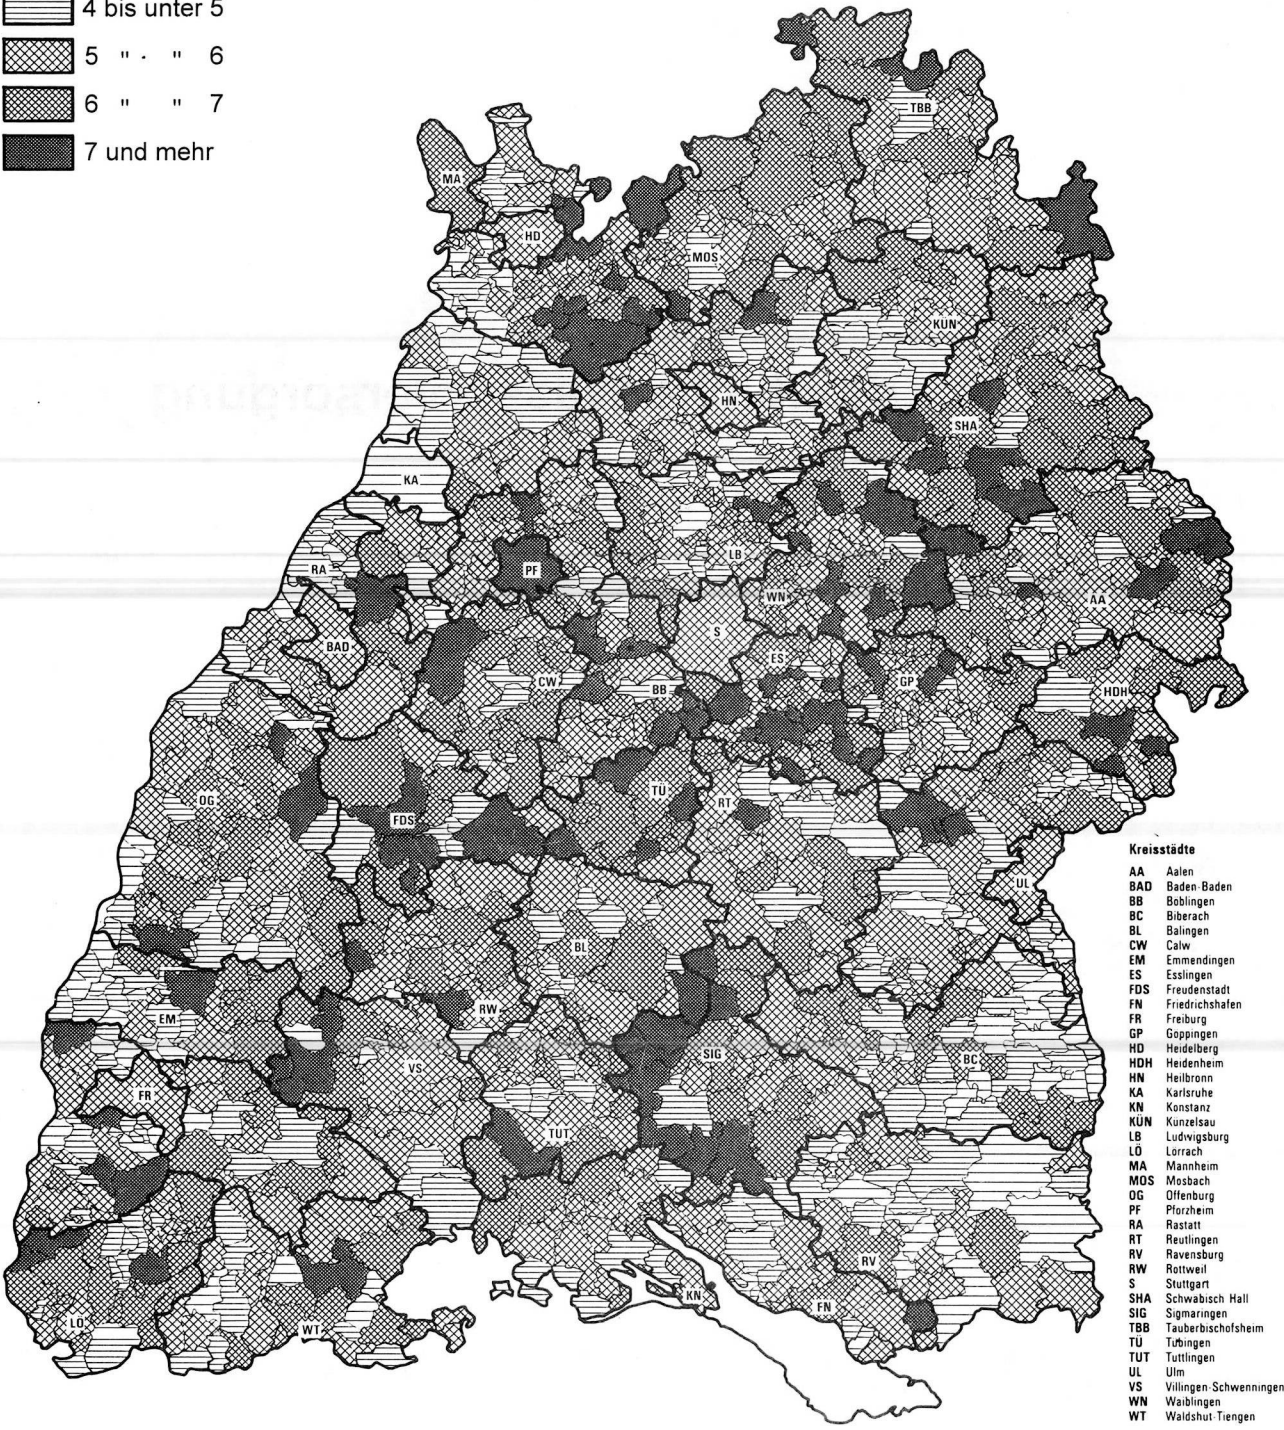 4 bis unter 5
5 " " 6
6 " " 7
7 und mehr
TBB
MA
HD
MOS
KÜN
HN
SHA
KA
LB
RA
PF
WN
AA
S
BAD
ES
CW
BB
GP
HDH
OG
TÜ
RT
FDS
UL
BL
RW
EM
SIG
VS
BC
FR
TUT
RV
KN
FN
LÖ
WT
Kreisstädte
AA Aalen
BAD Baden-Baden
BB Böblingen
BC Biberach
BL Balingen
CW Calw
EM Emmendingen
ES Esslingen
FDS Freudenstadt
FN Friedrichshafen
FR Freiburg
GP Göppingen
HD Heidelberg
HDH Heidenheim
HN Heilbronn
KA Karlsruhe
KN Konstanz
KÜN Künzelsau
LB Ludwigsburg
LÖ Lörrach
MA Mannheim
MOS Mosbach
OG Offenburg
PF Pforzheim
RA Rastatt
RT Reutlingen
RV Ravensburg
RW Rottweil
S Stuttgart
SHA Schwäbisch Hall
SIG Sigmaringen
TBB Tauberbischofsheim
TÜ Tübingen
TUT Tuttlingen
UL Ulm
VS Villingen-Schwenningen
WN Waiblingen
WT Waldshut-Tiengen